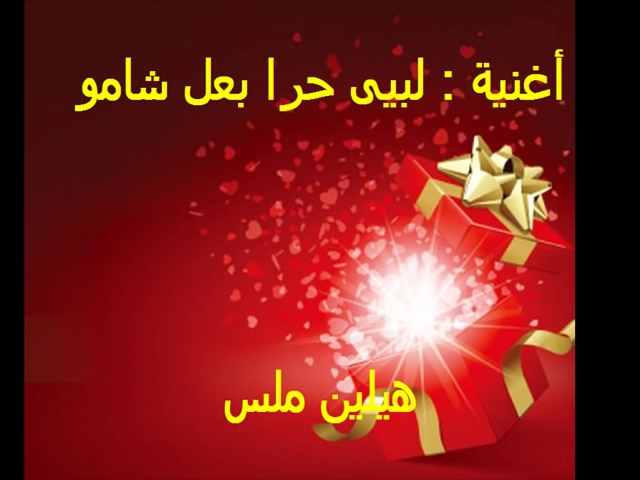 أغنية : لبيى حرا بعل شامو
هيلين ملس